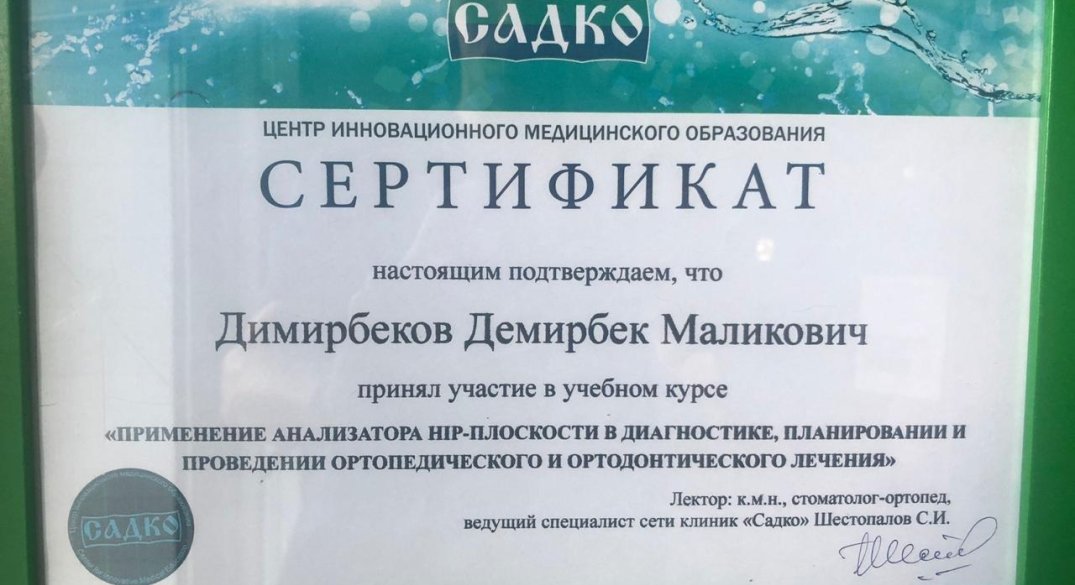 САДКО
ЦЕНТР ИННОВАЦИОННОГО МЕДИЦИНСКОГО ОБРАЗОВАНИЯ
СЕРТИФИКАТ
настоящим подтверждаем, что
Димирбеков Демирбек Маликович
принял участие в учебном курсе
«ПРИМЕНЕНИЕ АНАЛИЗАТОРА HIP-ПЛОСКОСТИ В ДИАГНОСТИКЕ, ПЛАНИРОВАНИИ И
ПРОВЕДЕНИИ ОРТОПЕДИЧЕСКОГО И ОРТОДОНТИЧЕСКОГО ЛЕЧЕНИЯ»
Лектор: к.м.н., стоматолог-ортопед,
ведущий специалист сети клиник «Садко» Шестопалов С.И.
САДКО